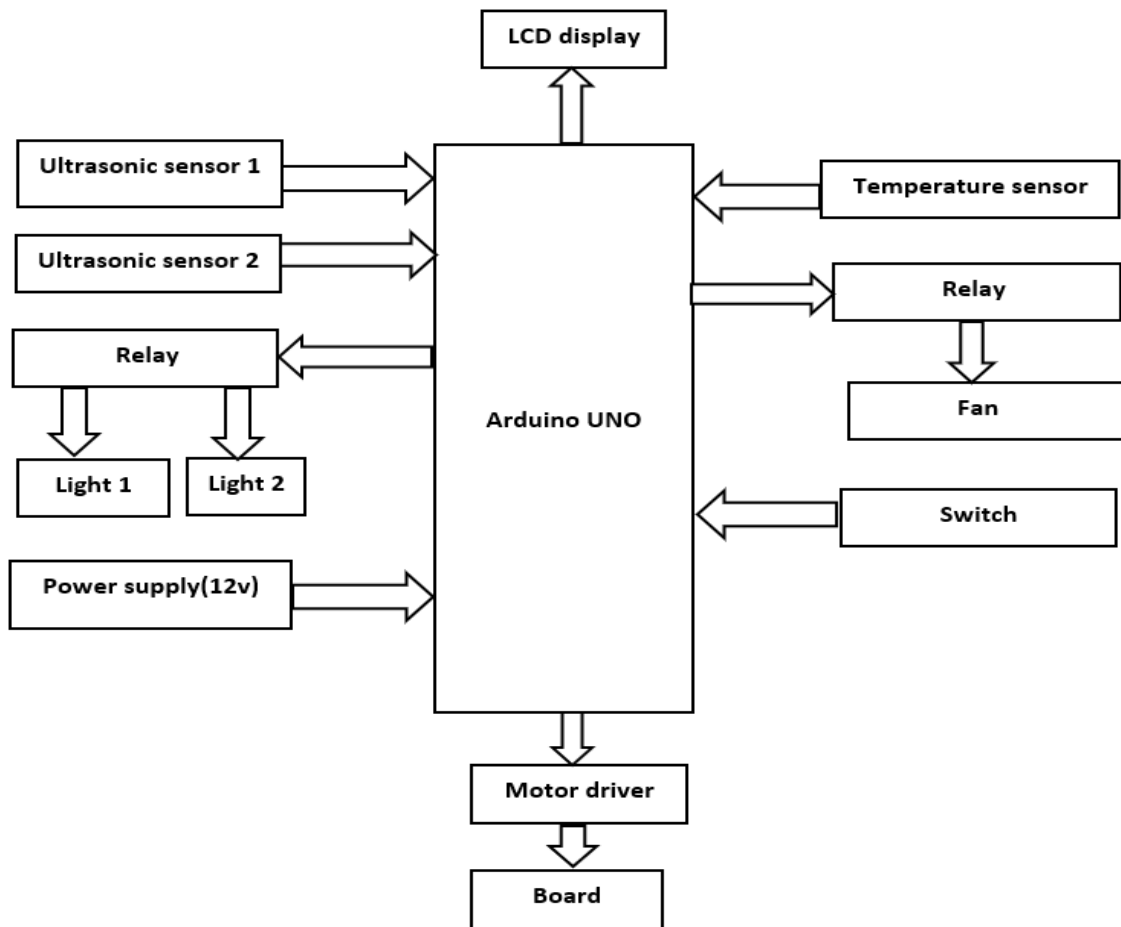 LCD display
Ultrasonic sensor 1
Temperature sensor
Ultrasonic sensor 2
Relay
Relay
Fan
Arduino UNO
Light 1
Light 2
Switch
Power supply(12v)
Motor driver
Board